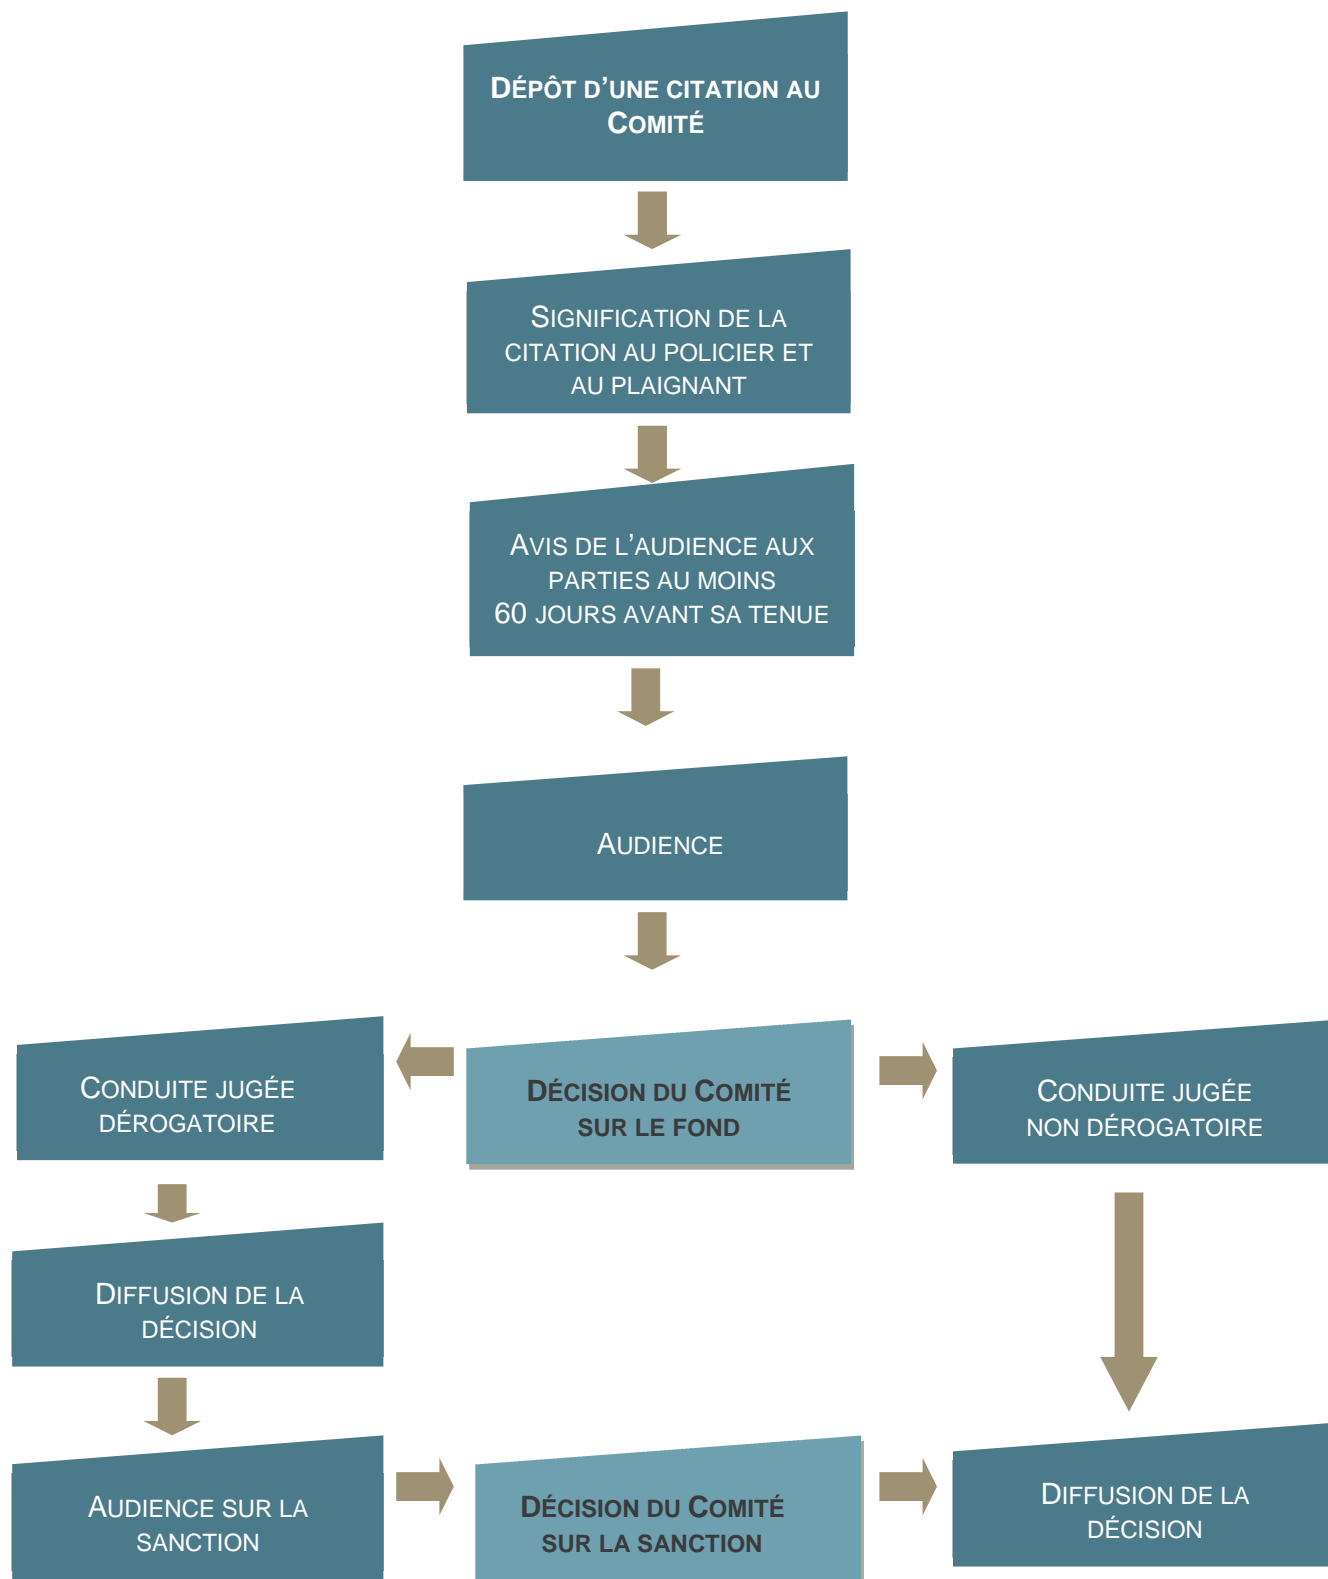 DÉPÔT D’UNE CITATION AU
COMITÉ
SIGNIFICATION DE LA
CITATION AU POLICIER ET
AU PLAIGNANT
AVIS DE L’AUDIENCE AUX
PARTIES AU MOINS
60 JOURS AVANT SA TENUE
AUDIENCE
CONDUITE JUGÉE
DÉROGATOIRE
DÉCISION DU COMITÉ
SUR LE FOND
CONDUITE JUGÉE
NON DÉROGATOIRE
DIFFUSION DE LA
DÉCISION
AUDIENCE SUR LA
SANCTION
DÉCISION DU COMITÉ
SUR LA SANCTION
DIFFUSION DE LA
DÉCISION